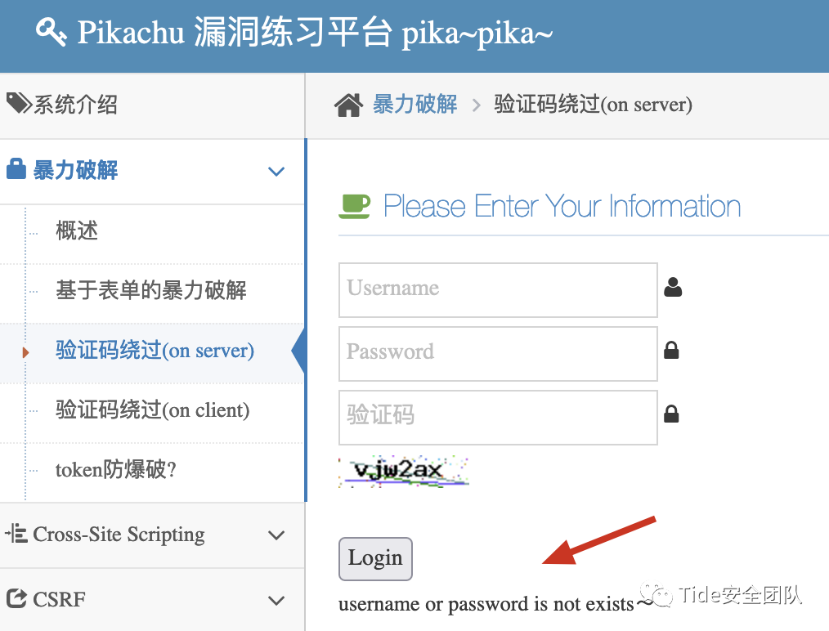 Pikachu 漏洞练习平台 pika~pika~
系统介绍
暴力破解 验证码绕过(on server)
暴力破解
概述
基于表单的暴力破解
验证码绕过(on server)
验证码绕过(on client)
token防爆破?
Cross-Site Scripting
CSRF
Please Enter Your Information
Username
Password
验证码
vjw2ax
Login
username or password is not exists～
Tide安全团队